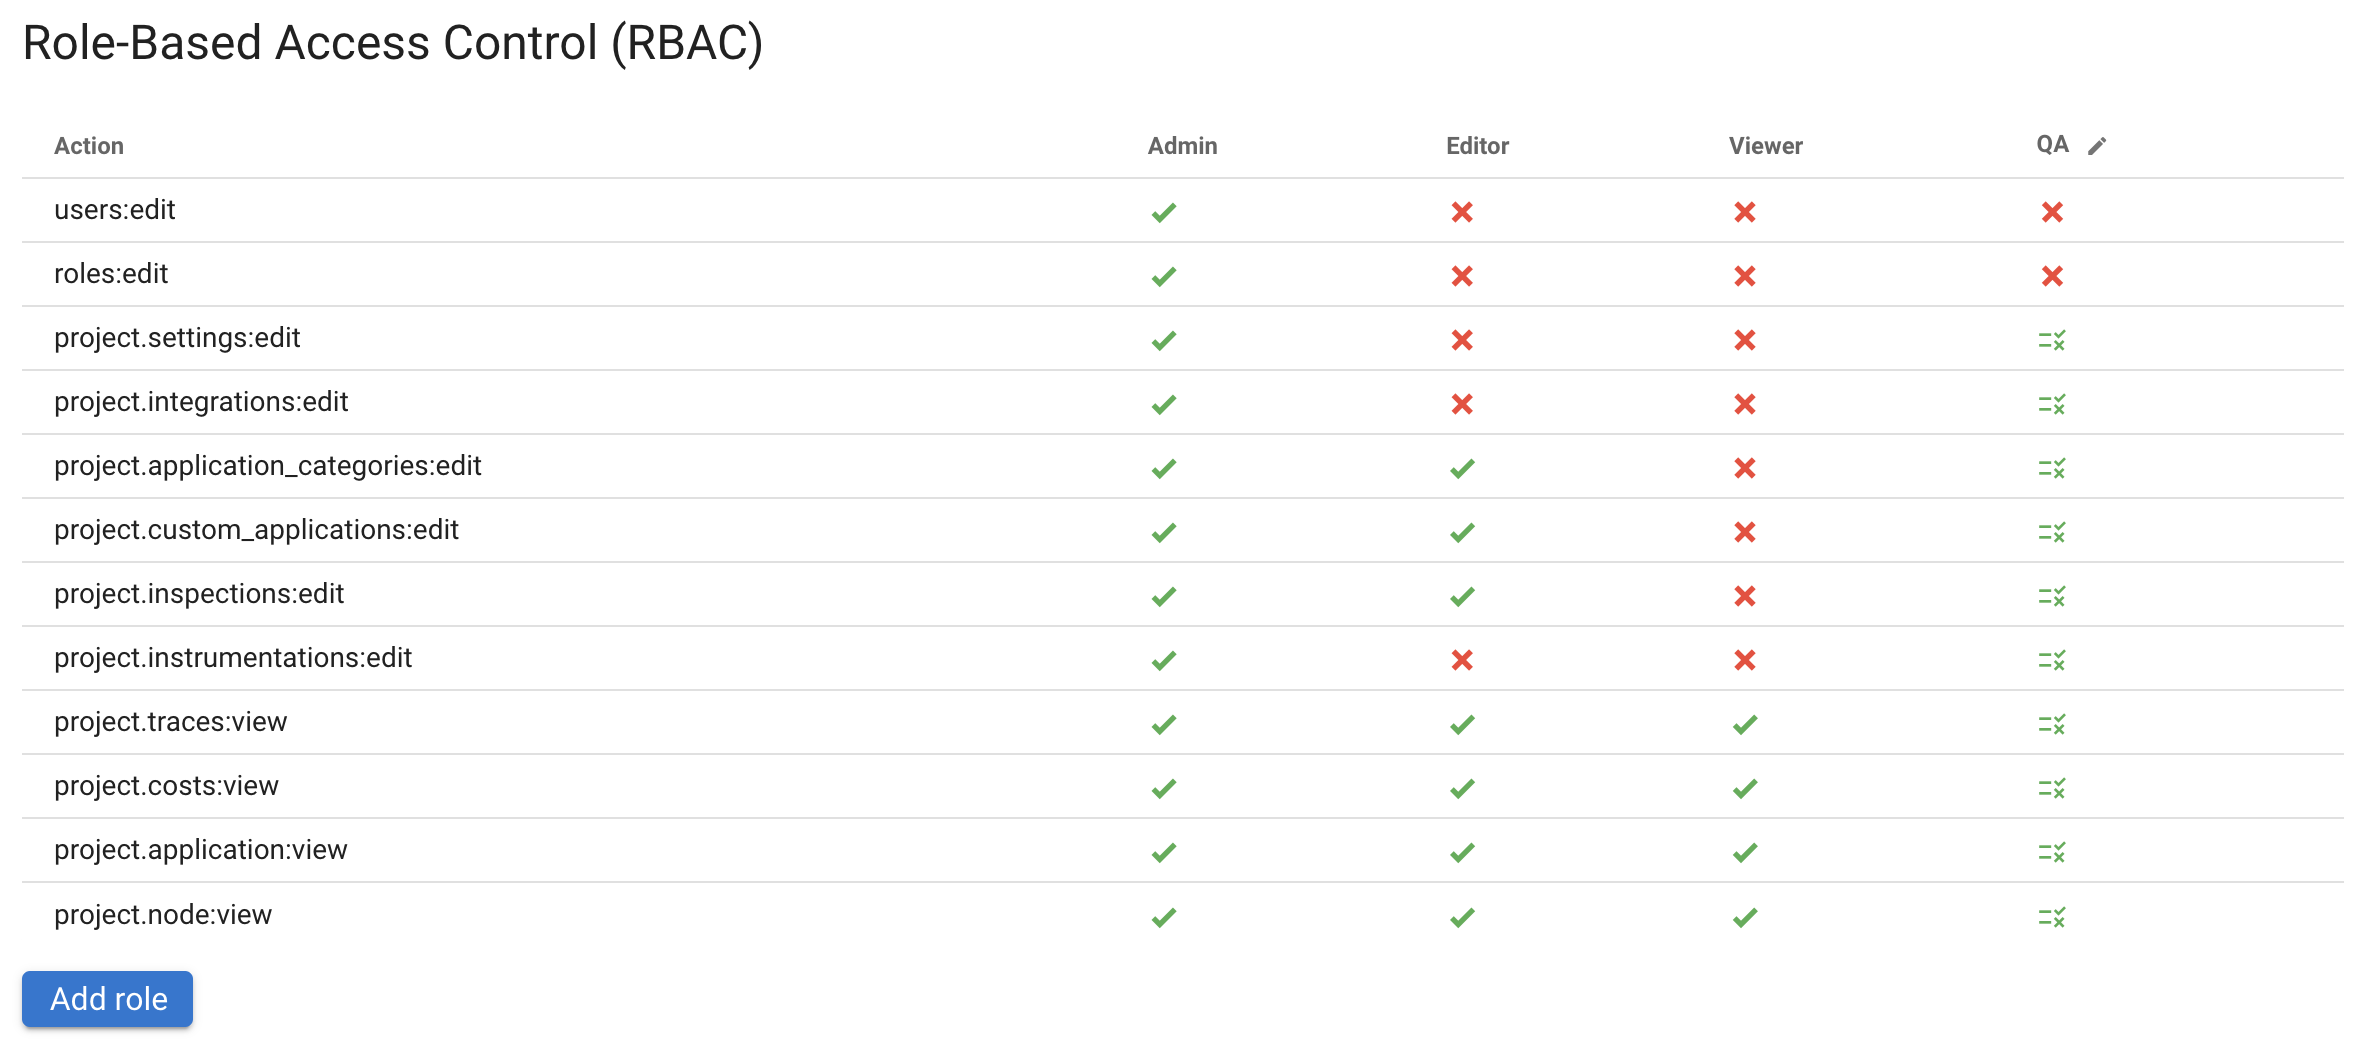 Role-Based Access Control (RBAC)
Action Admin Editor Viewer QA
users:edit
roles:edit
project.settings:edit
project.integrations:edit
project.application_categories:edit
project.custom_applications:edit
project.inspections:edit
project.instrumentations:edit
project.traces:view
project.costs:view
project.application:view
project.node:view
Add role